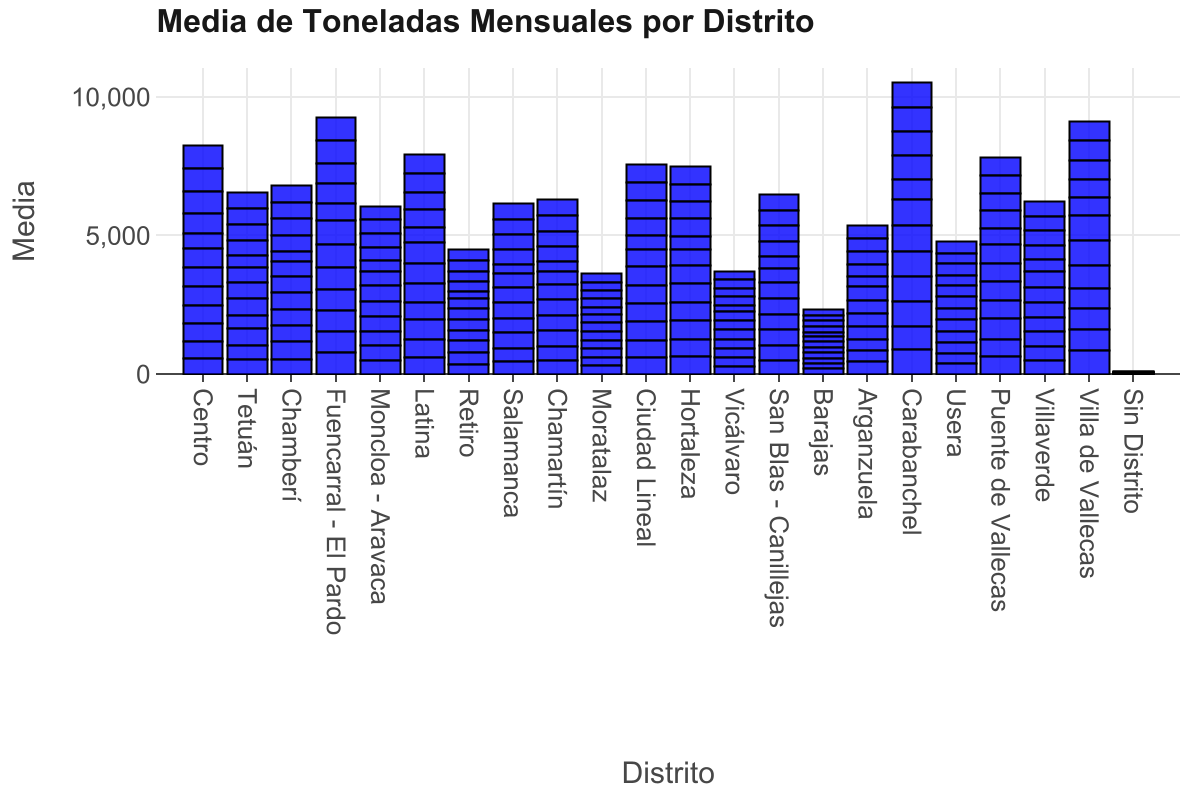 Media de Toneladas Mensuales por Distrito
Media
10,000
5,000
0
Centro
Tetuán
Chamberí
Fuencarral - El Pardo
Moncloa - Aravaca
Latina
Retiro
Salamanca
Chamartín
Moratalaz
Ciudad Lineal
Hortaleza
Vicálvaro
San Blas - Canillejas
Barajas
Arganzuela
Carabanchel
Usera
Puente de Vallecas
Villaverde
Villa de Vallecas
Sin Distrito
Distrito